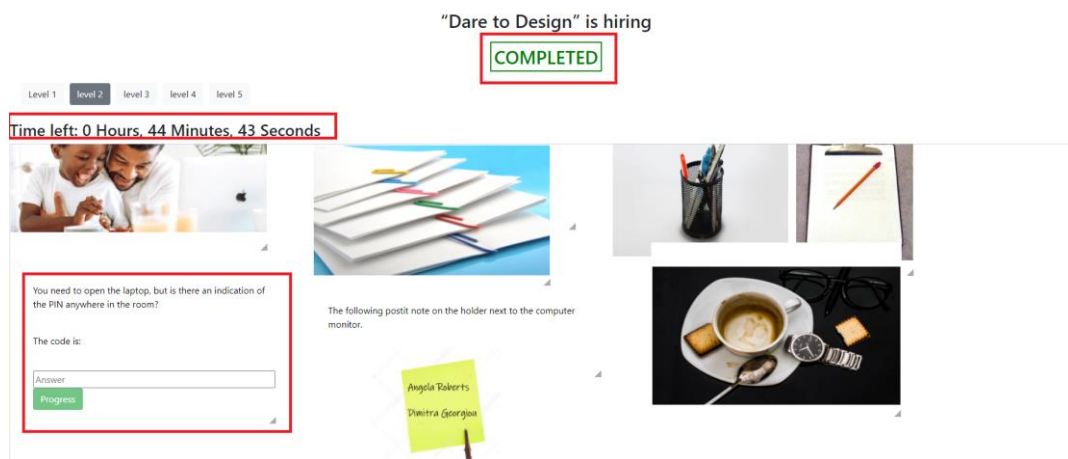 “Dare to Design” is hiring
COMPLETED
Level 1 level 2 level 3 level 4 level 5
Time left: 0 Hours, 44 Minutes, 43 Seconds
You need to open the laptop, but is there an indication of
the PIN anywhere in the room?
The code is:
Answer
Progress
The following postit note on the holder next to the computer
monitor.
Angela Roberts
Dimitra Georgiou